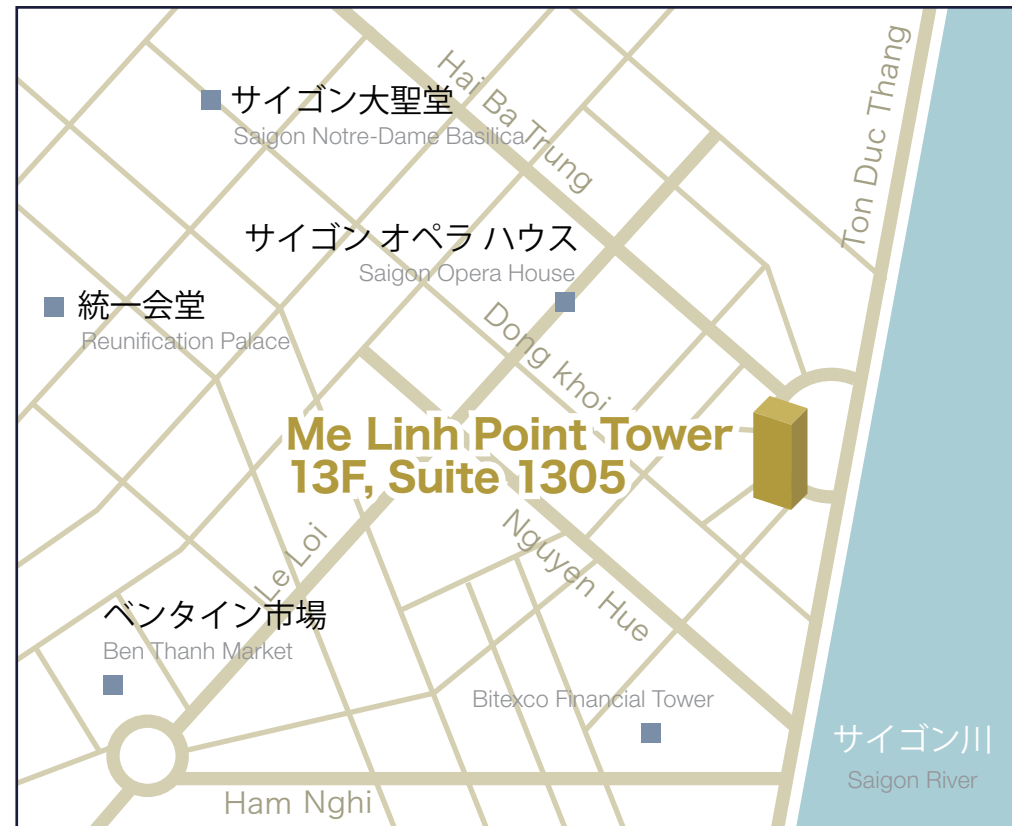 Hai Ba Trung
Ton Duc Thang
サイゴン大聖堂
Saigon Notre-Dame Basilica
サイゴン オペラ ハウス
Saigon Opera House
統一会堂
Reunification Palace
Dong khoi
Me Linh Point Tower
13F, Suite 1305
Nguyen Hue
Le Loi
ベンタイン市場
Ben Thanh Market
Bitexco Financial Tower
サイゴン川
Saigon River
Ham Nghi